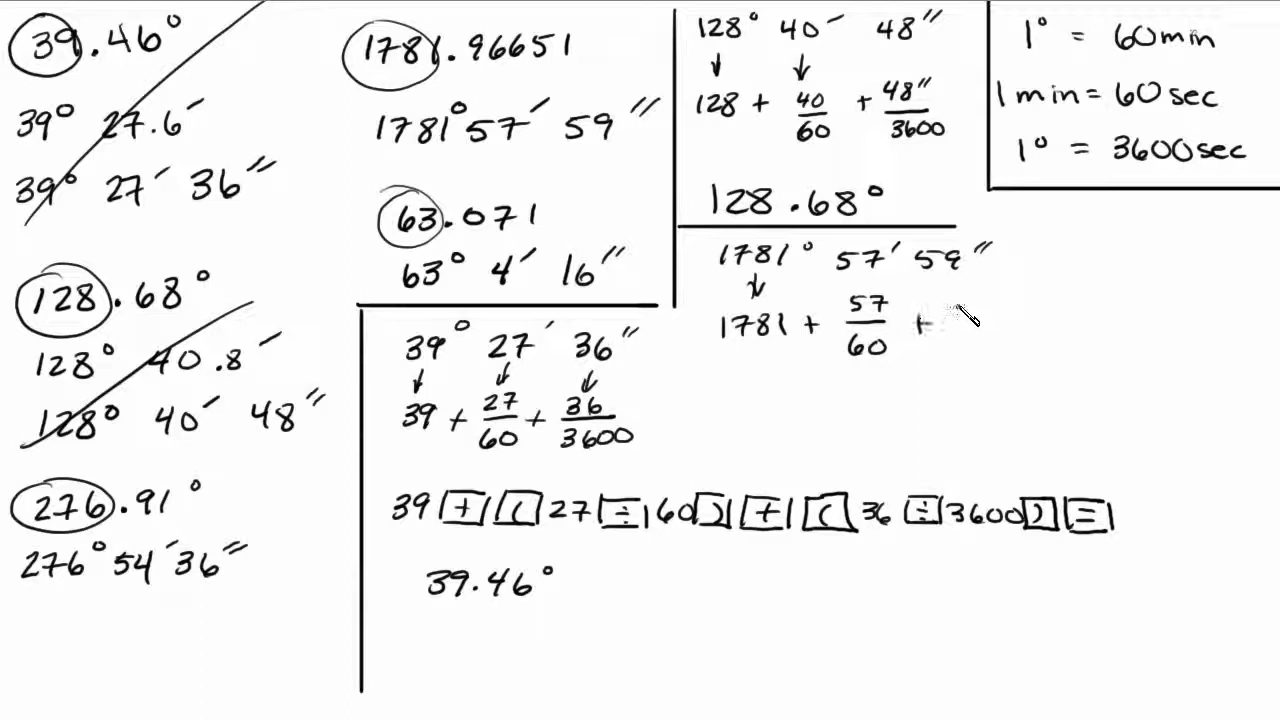 39.46°
39° 27.6′
39° 27′ 36″
128.68°
128° 40.8′
128° 40′ 48″
276.91°
276° 54′ 36″
1781.96651
1781° 57′ 59″
63.071
63° 4′ 16″
39° 27′ 36″
↓ ↓ ↓
39 + 27/60 + 36/3600
39 + ( 27 ÷ 60 ) + ( 36 ÷ 3600 ) =
39.46°
128° 40′ 48″
↓ ↓
128 + 40/60 + 48″/3600
128.68°
1781° 57′ 59″
↓
1781 + 57/60 +
1° = 60min
1min = 60sec
1° = 3600sec